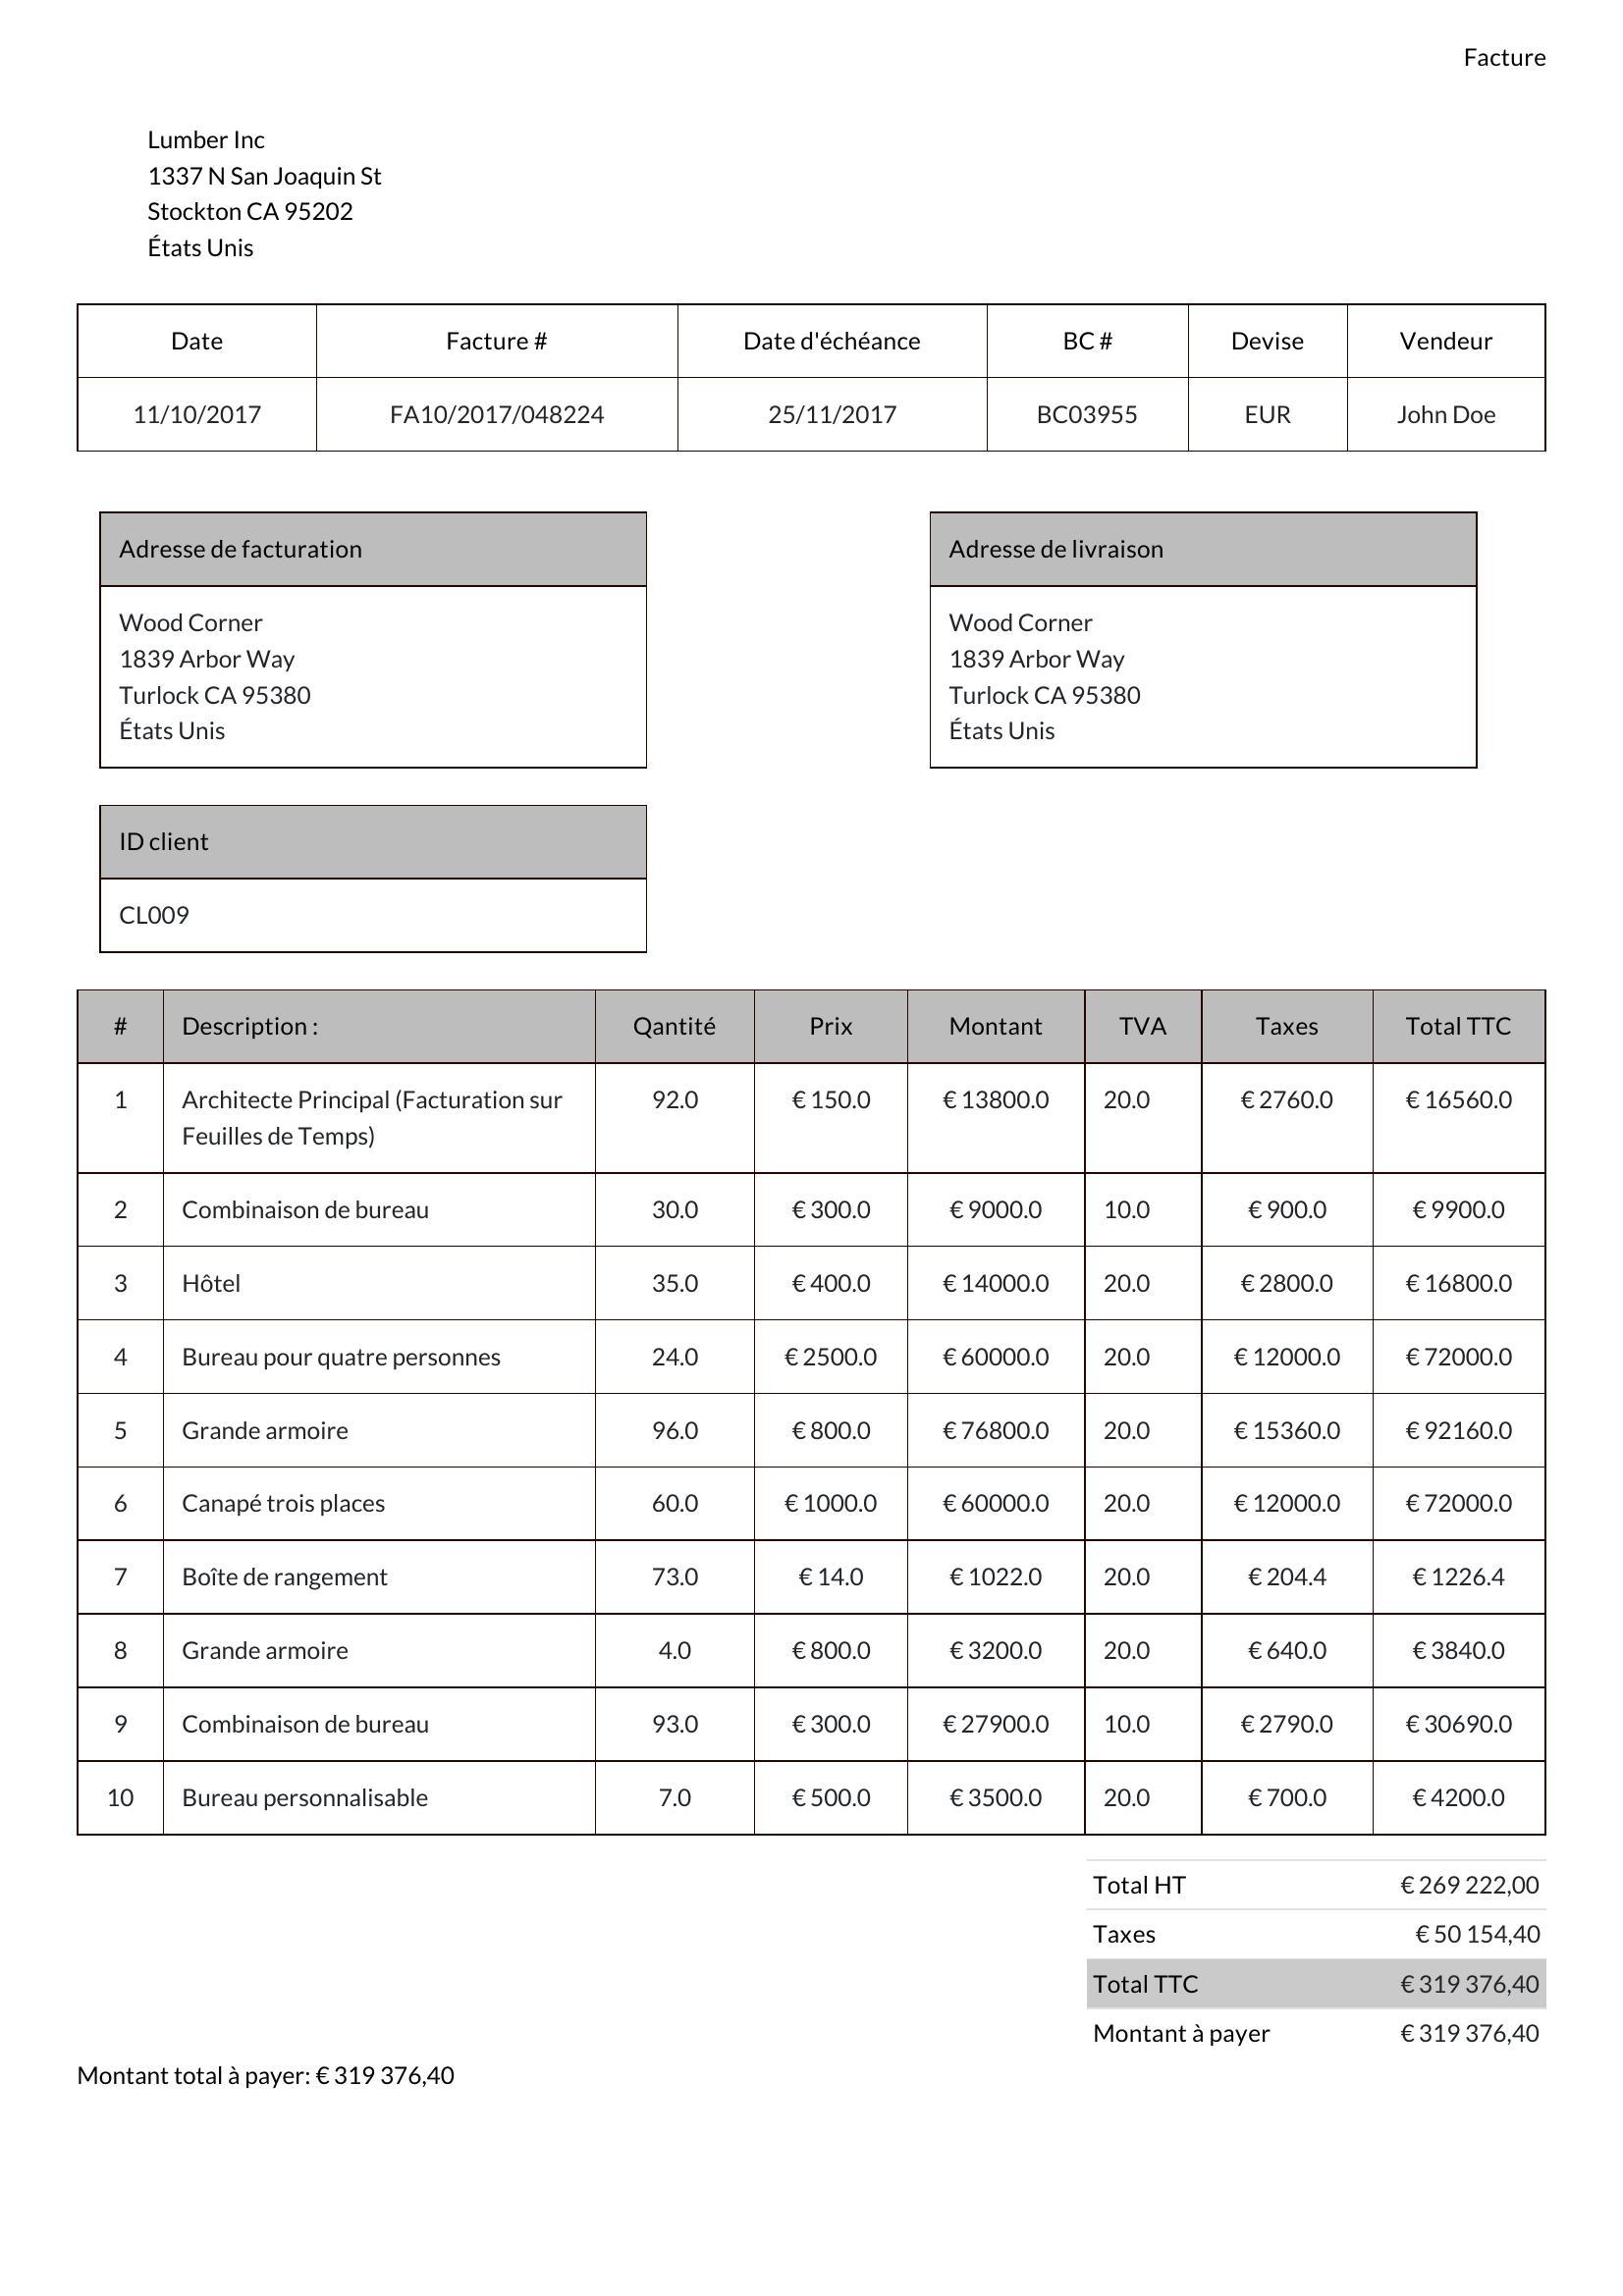 Facture
Lumber Inc
1337 N San Joaquin St
Stockton CA 95202
États Unis
Date Facture # Date d'échéance BC # Devise Vendeur
11/10/2017 FA10/2017/048224 25/11/2017 BC03955 EUR John Doe
Adresse de facturation
Wood Corner
1839 Arbor Way
Turlock CA 95380
États Unis
Adresse de livraison
Wood Corner
1839 Arbor Way
Turlock CA 95380
États Unis
ID client
CL009
# Description : Qantité Prix Montant TVA Taxes Total TTC
1 Architecte Principal (Facturation sur 92.0 € 150.0 € 13800.0 20.0 € 2760.0 € 16560.0
Feuilles de Temps)
2 Combinaison de bureau 30.0 € 300.0 € 9000.0 10.0 € 900.0 € 9900.0
3 Hôtel 35.0 € 400.0 € 14000.0 20.0 € 2800.0 € 16800.0
4 Bureau pour quatre personnes 24.0 € 2500.0 € 60000.0 20.0 € 12000.0 € 72000.0
5 Grande armoire 96.0 € 800.0 € 76800.0 20.0 € 15360.0 € 92160.0
6 Canapé trois places 60.0 € 1000.0 € 60000.0 20.0 € 12000.0 € 72000.0
7 Boîte de rangement 73.0 € 14.0 € 1022.0 20.0 € 204.4 € 1226.4
8 Grande armoire 4.0 € 800.0 € 3200.0 20.0 € 640.0 € 3840.0
9 Combinaison de bureau 93.0 € 300.0 € 27900.0 10.0 € 2790.0 € 30690.0
10 Bureau personnalisable 7.0 € 500.0 € 3500.0 20.0 € 700.0 € 4200.0
Total HT € 269 222,00
Taxes € 50 154,40
Total TTC € 319 376,40
Montant à payer € 319 376,40
Montant total à payer: € 319 376,40